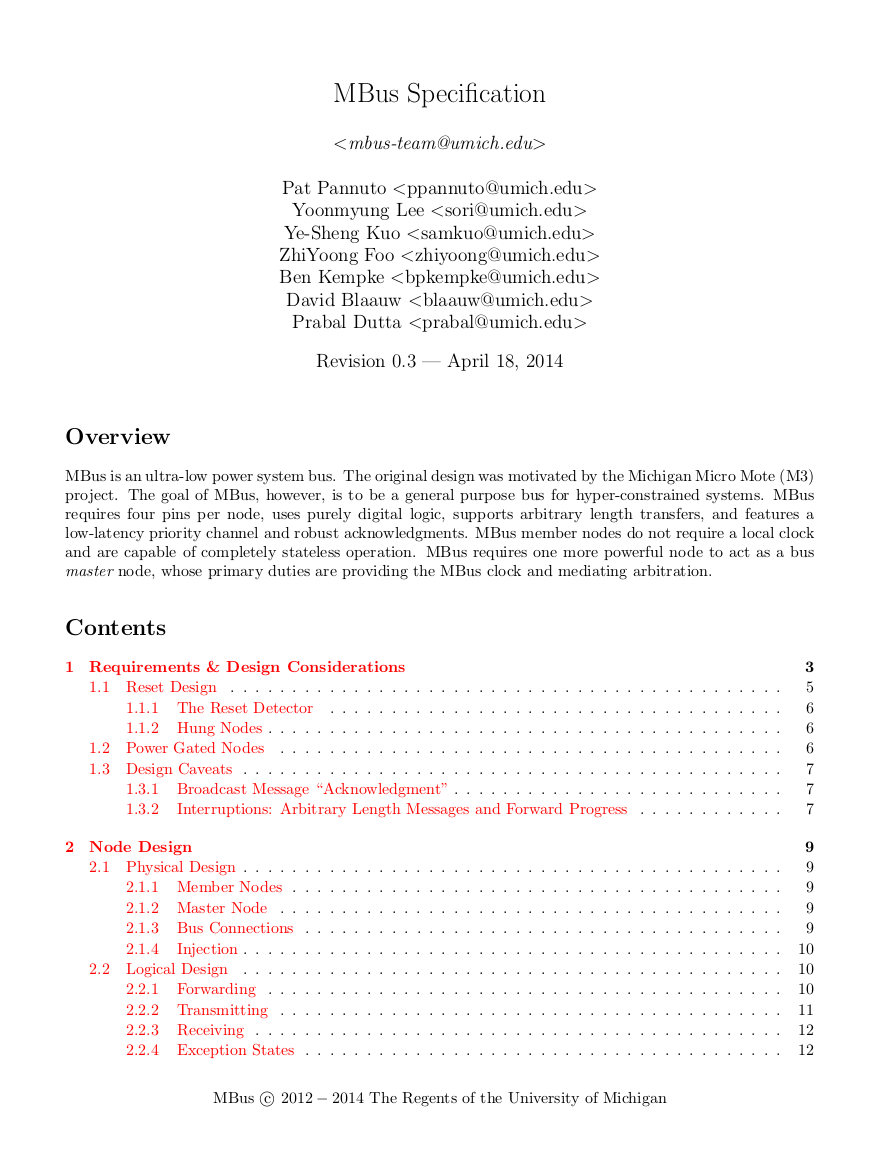 MBus Specification
<mbus-team@umich.edu>
Pat Pannuto <ppannuto@umich.edu>
Yoonmyung Lee <sori@umich.edu>
Ye-Sheng Kuo <samkuo@umich.edu>
ZhiYoong Foo <zhiyoong@umich.edu>
Ben Kempke <bpkempke@umich.edu>
David Blaauw <blaauw@umich.edu>
Prabal Dutta <prabal@umich.edu>
Revision 0.3 — April 18, 2014
Overview
MBus is an ultra-low power system bus. The original design was motivated by the Michigan Micro Mote (M3)
project. The goal of MBus, however, is to be a general purpose bus for hyper-constrained systems. MBus
requires four pins per node, uses purely digital logic, supports arbitrary length transfers, and features a
low-latency priority channel and robust acknowledgments. MBus member nodes do not require a local clock
and are capable of completely stateless operation. MBus requires one more powerful node to act as a bus
master node, whose primary duties are providing the MBus clock and mediating arbitration.
Contents
1 Requirements & Design Considerations 3
1.1 Reset Design . . . . . . . . . . . . . . . . . . . . . . . . . . . . . . . . . . . . . . . . . . . . . 5
1.1.1 The Reset Detector . . . . . . . . . . . . . . . . . . . . . . . . . . . . . . . . . . . . . 6
1.1.2 Hung Nodes . . . . . . . . . . . . . . . . . . . . . . . . . . . . . . . . . . . . . . . . . . 6
1.2 Power Gated Nodes . . . . . . . . . . . . . . . . . . . . . . . . . . . . . . . . . . . . . . . . . 6
1.3 Design Caveats . . . . . . . . . . . . . . . . . . . . . . . . . . . . . . . . . . . . . . . . . . . . 7
1.3.1 Broadcast Message “Acknowledgment” . . . . . . . . . . . . . . . . . . . . . . . . . . . 7
1.3.2 Interruptions: Arbitrary Length Messages and Forward Progress . . . . . . . . . . . . 7
2 Node Design 9
2.1 Physical Design . . . . . . . . . . . . . . . . . . . . . . . . . . . . . . . . . . . . . . . . . . . . 9
2.1.1 Member Nodes . . . . . . . . . . . . . . . . . . . . . . . . . . . . . . . . . . . . . . . . 9
2.1.2 Master Node . . . . . . . . . . . . . . . . . . . . . . . . . . . . . . . . . . . . . . . . . 9
2.1.3 Bus Connections . . . . . . . . . . . . . . . . . . . . . . . . . . . . . . . . . . . . . . . 9
2.1.4 Injection . . . . . . . . . . . . . . . . . . . . . . . . . . . . . . . . . . . . . . . . . . . . 10
2.2 Logical Design . . . . . . . . . . . . . . . . . . . . . . . . . . . . . . . . . . . . . . . . . . . . 10
2.2.1 Forwarding . . . . . . . . . . . . . . . . . . . . . . . . . . . . . . . . . . . . . . . . . . 10
2.2.2 Transmitting . . . . . . . . . . . . . . . . . . . . . . . . . . . . . . . . . . . . . . . . . 11
2.2.3 Receiving . . . . . . . . . . . . . . . . . . . . . . . . . . . . . . . . . . . . . . . . . . . 12
2.2.4 Exception States . . . . . . . . . . . . . . . . . . . . . . . . . . . . . . . . . . . . . . . 12
MBus © 2012 – 2014 The Regents of the University of Michigan